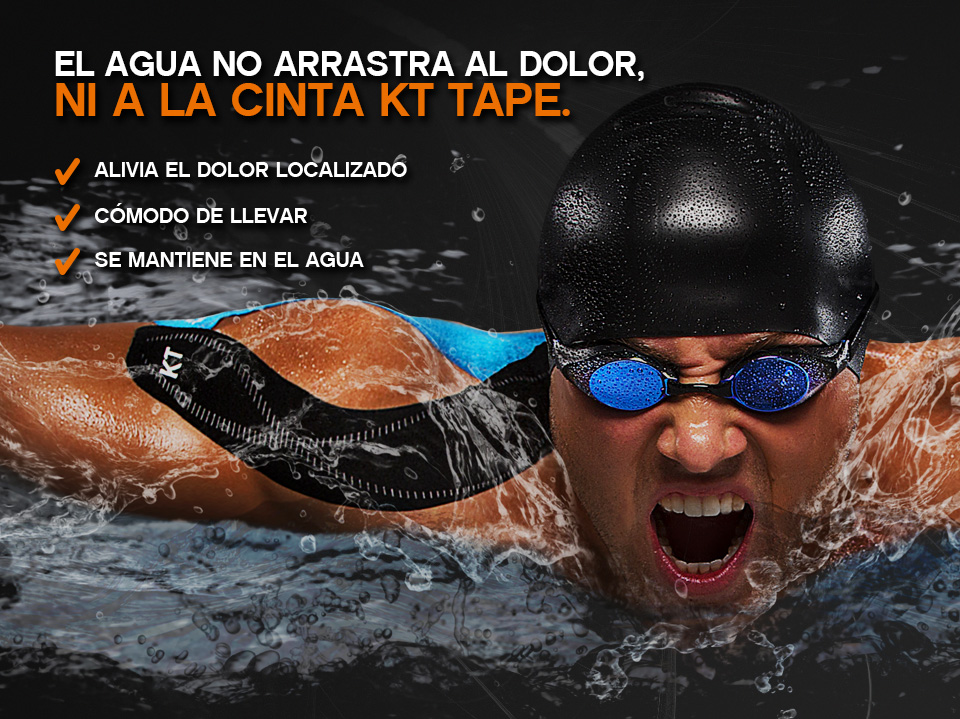 EL AGUA NO ARRASTRA AL DOLOR,
NI A LA CINTA KT TAPE.
ALIVIA EL DOLOR LOCALIZADO
CÓMODO DE LLEVAR
SE MANTIENE EN EL AGUA
KT